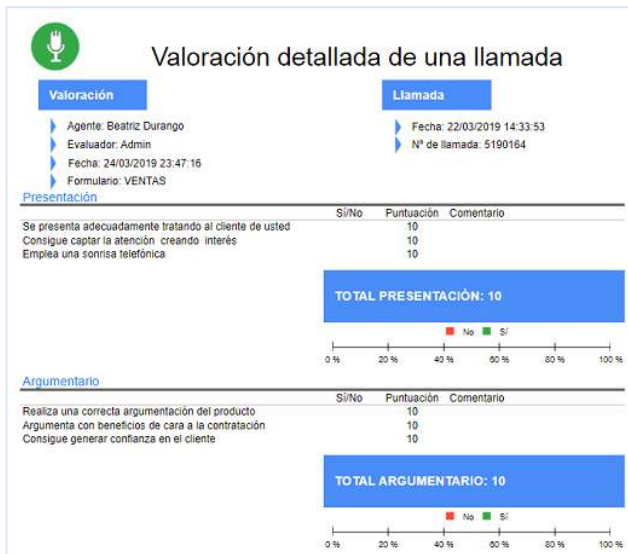 Valoración detallada de una llamada
Valoración
Llamada
Agente: Beatriz Durango
Evaluador: Admin
Fecha: 24/03/2019 23:47:16
Formulario: VENTAS
Fecha: 22/03/2019 14:33:53
Nº de llamada: 5190164
Presentación
Sí/No Puntuación Comentario
Se presenta adecuadamente tratando al cliente de usted 10
Consigue captar la atención creando interés 10
Emplea una sonrisa telefónica 10
TOTAL PRESENTACIÓN: 10
No Sí
0 % 20 % 40 % 60 % 80 % 100 %
Argumentario
Sí/No Puntuación Comentario
Realiza una correcta argumentación del producto 10
Argumenta con beneficios de cara a la contratación 10
Consigue generar confianza en el cliente 10
TOTAL ARGUMENTARIO: 10
No Sí
0 % 20 % 40 % 60 % 80 % 100 %